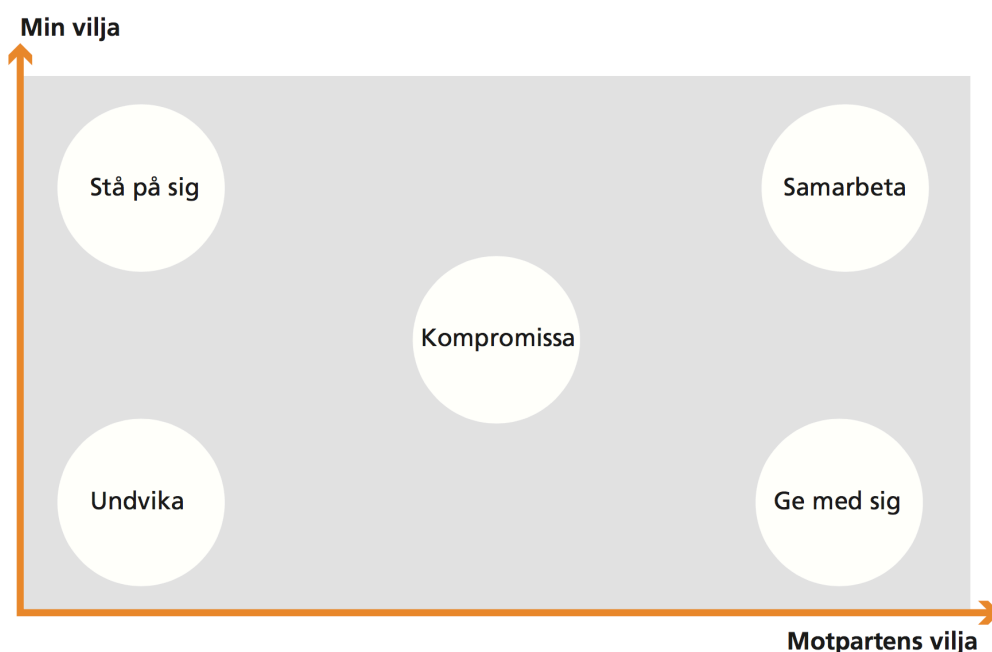 Min vilja
Stå på sig
Samarbeta
Kompromissa
Undvika
Ge med sig
Motpartens vilja